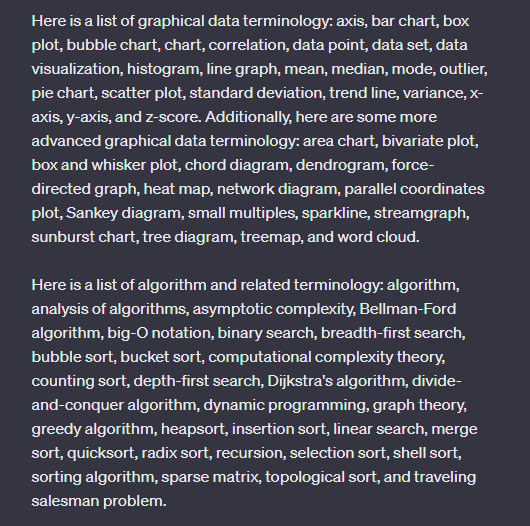 Here is a list of graphical data terminology: axis, bar chart, box
plot, bubble chart, chart, correlation, data point, data set, data
visualization, histogram, line graph, mean, median, mode, outlier,
pie chart, scatter plot, standard deviation, trend line, variance, x-
axis, y-axis, and z-score. Additionally, here are some more
advanced graphical data terminology: area chart, bivariate plot,
box and whisker plot, chord diagram, dendrogram, force-
directed graph, heat map, network diagram, parallel coordinates
plot, Sankey diagram, small multiples, sparkline, streamgraph,
sunburst chart, tree diagram, treemap, and word cloud.
Here is a list of algorithm and related terminology: algorithm,
analysis of algorithms, asymptotic complexity, Bellman-Ford
algorithm, big-O notation, binary search, breadth-first search,
bubble sort, bucket sort, computational complexity theory,
counting sort, depth-first search, Dijkstra's algorithm, divide-
and-conquer algorithm, dynamic programming, graph theory,
greedy algorithm, heapsort, insertion sort, linear search, merge
sort, quicksort, radix sort, recursion, selection sort, shell sort,
sorting algorithm, sparse matrix, topological sort, and traveling
salesman problem.